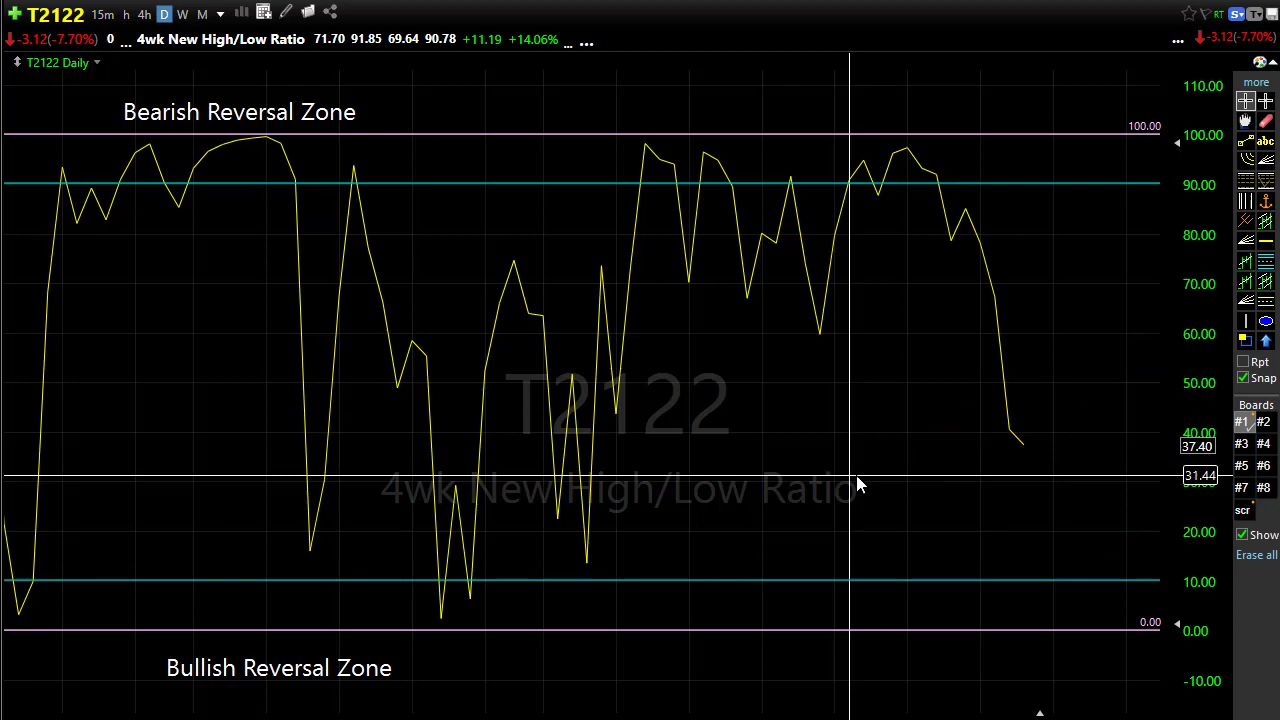 T2122 15m h 4h D W M RT S T
-3.12(-7.70%) 0 ... 4wk New High/Low Ratio 71.70 91.85 69.64 90.78 +11.19 +14.06% ... ... ... -3.12(-7.70%)
T2122 Daily
more
110.00
Bearish Reversal Zone
100.00
100.00
abc
90.00
80.00
70.00
60.00
Rpt
Snap
50.00
T2122
Boards
#1 #2
40.00
37.40
#3 #4
31.44
#5 #6
4wk New High/Low Ratio
#7 #8
scr
20.00
Show
Erase all
10.00
0.00
0.00
Bullish Reversal Zone
-10.00